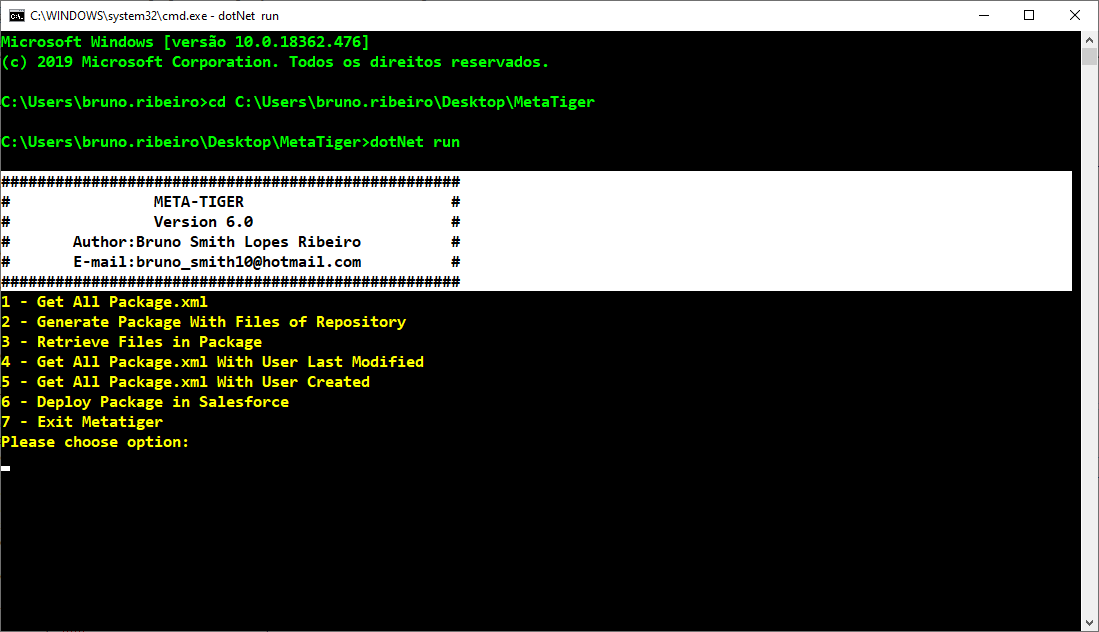 C:\WINDOWS\system32\cmd.exe - dotNet run
Microsoft Windows [versão 10.0.18362.476]
(c) 2019 Microsoft Corporation. Todos os direitos reservados.
C:\Users\bruno.ribeiro>cd C:\Users\bruno.ribeiro\Desktop\MetaTiger
C:\Users\bruno.ribeiro\Desktop\MetaTiger>dotNet run
###################################################
#                META-TIGER                       #
#                Version 6.0                      #
#       Author:Bruno Smith Lopes Ribeiro          #
#       E-mail:bruno_smith10@hotmail.com          #
###################################################
1 - Get All Package.xml
2 - Generate Package With Files of Repository
3 - Retrieve Files in Package
4 - Get All Package.xml With User Last Modified
5 - Get All Package.xml With User Created
6 - Deploy Package in Salesforce
7 - Exit Metatiger
Please choose option: